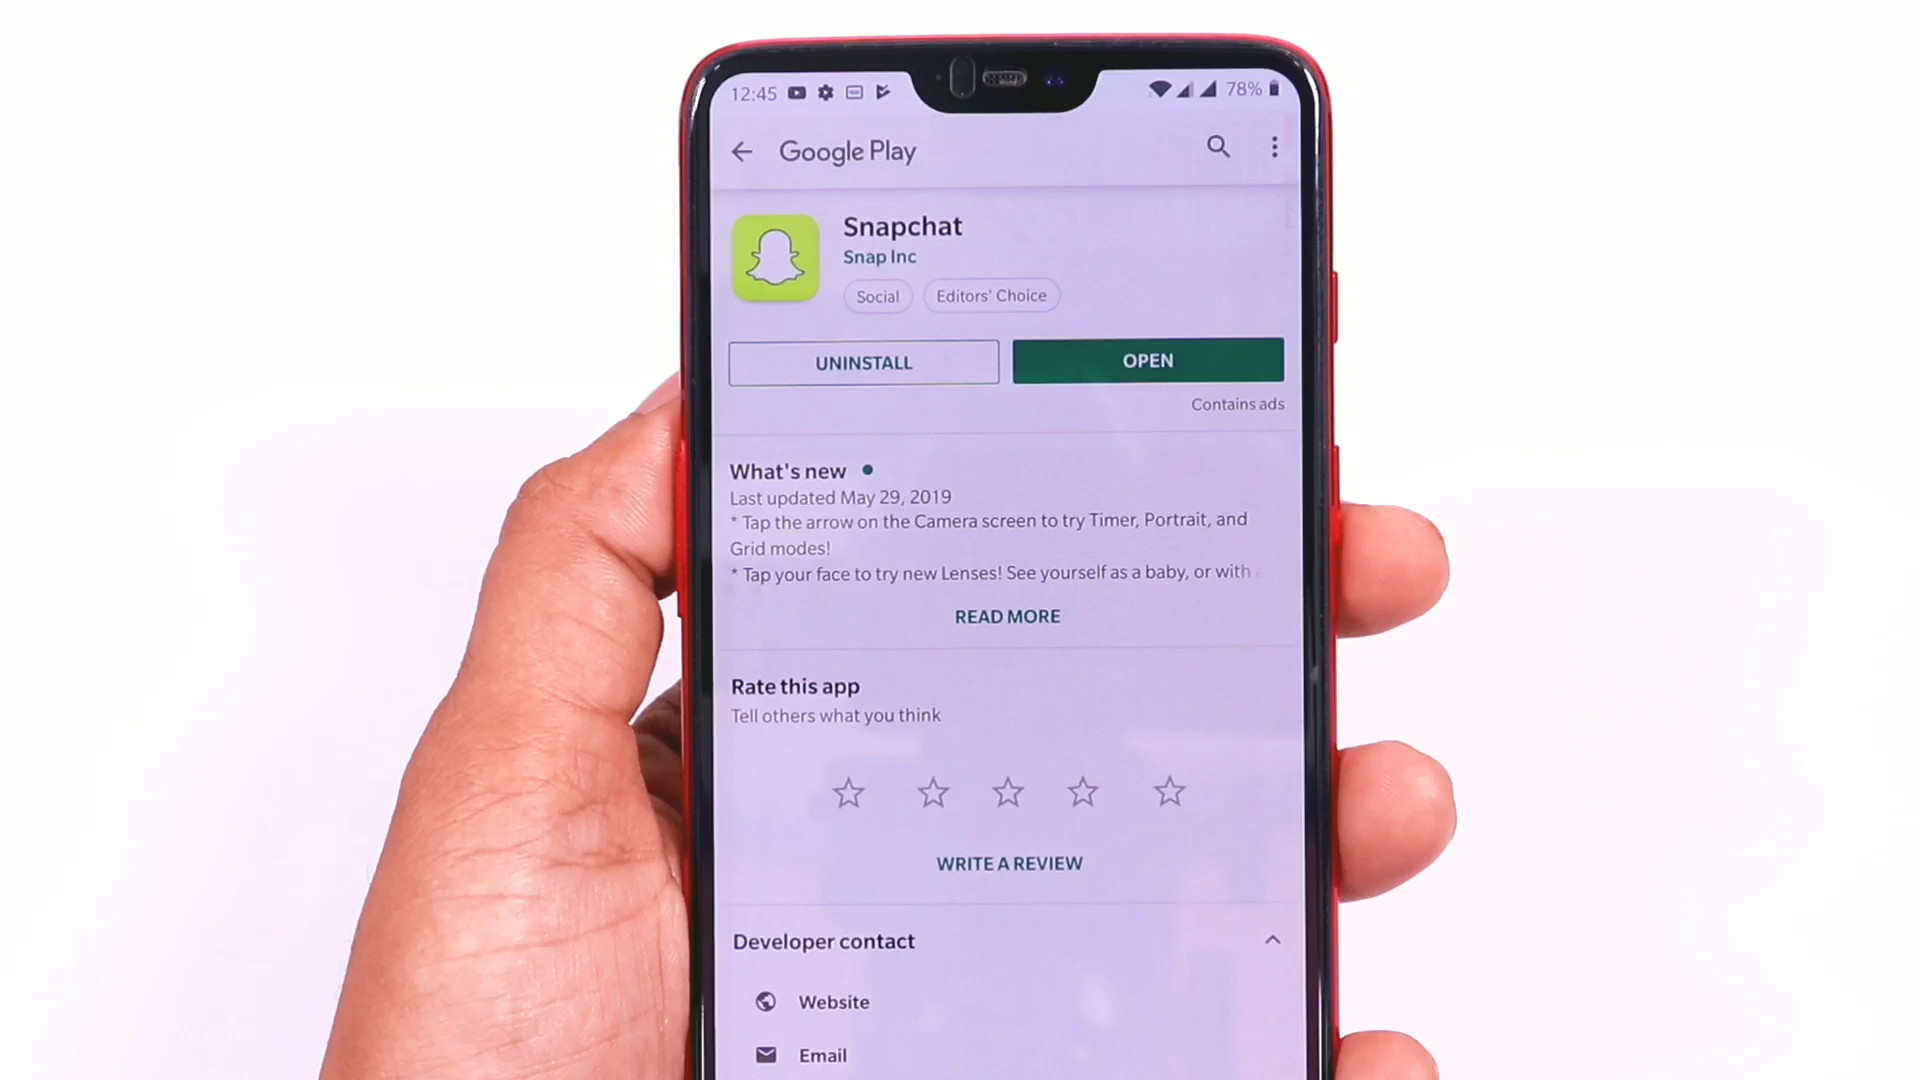 12:45
78%
Google Play
Snapchat
Snap Inc
Social
Editors' Choice
UNINSTALL
OPEN
Contains ads
What's new
Last updated May 29, 2019
* Tap the arrow on the Camera screen to try Timer, Portrait, and
Grid modes!
* Tap your face to try new Lenses! See yourself as a baby, or with
READ MORE
Rate this app
Tell others what you think
WRITE A REVIEW
Developer contact
Website
Email